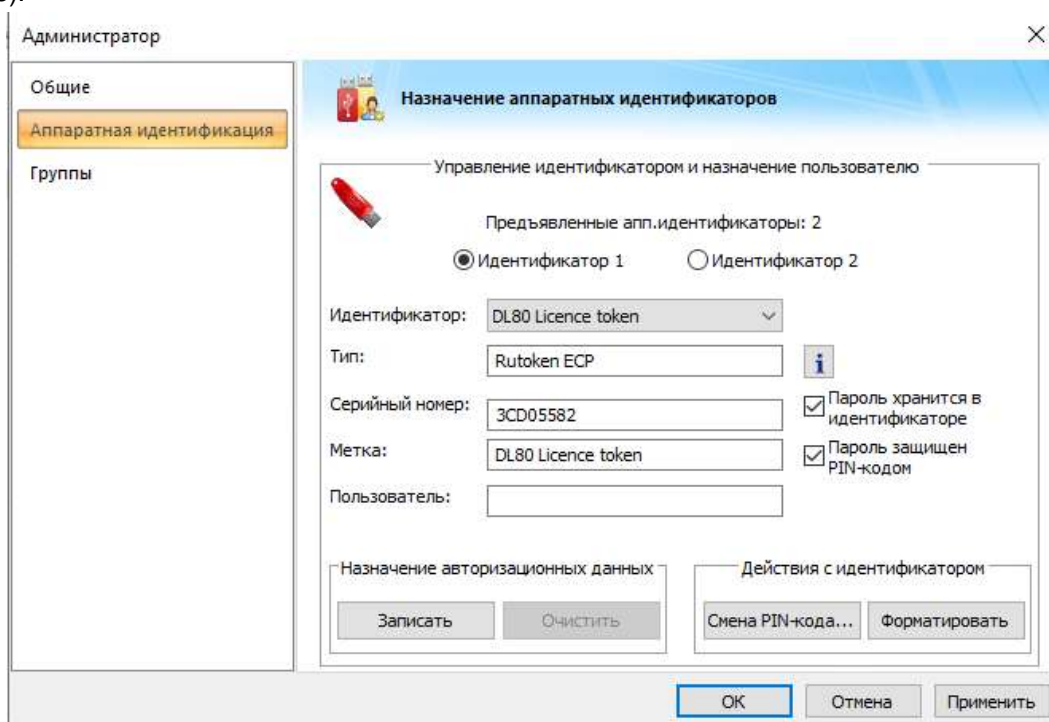 Администратор
Общие
Аппаратная идентификация
Группы
Назначение аппаратных идентификаторов
Управление идентификатором и назначение пользователю
Предъявленные апп.идентификаторы: 2
Идентификатор 1 Идентификатор 2
Идентификатор: DL80 Licence token
Тип: Rutoken ECP
Серийный номер: 3CD05582
Пароль хранится в
идентификаторе
Метка: DL80 Licence token
Пароль защищен
PIN-кодом
Пользователь:
Назначение авторизационных данных Действия с идентификатором
Записать Очистить Смена PIN-кода... Форматировать
OK Отмена Применить